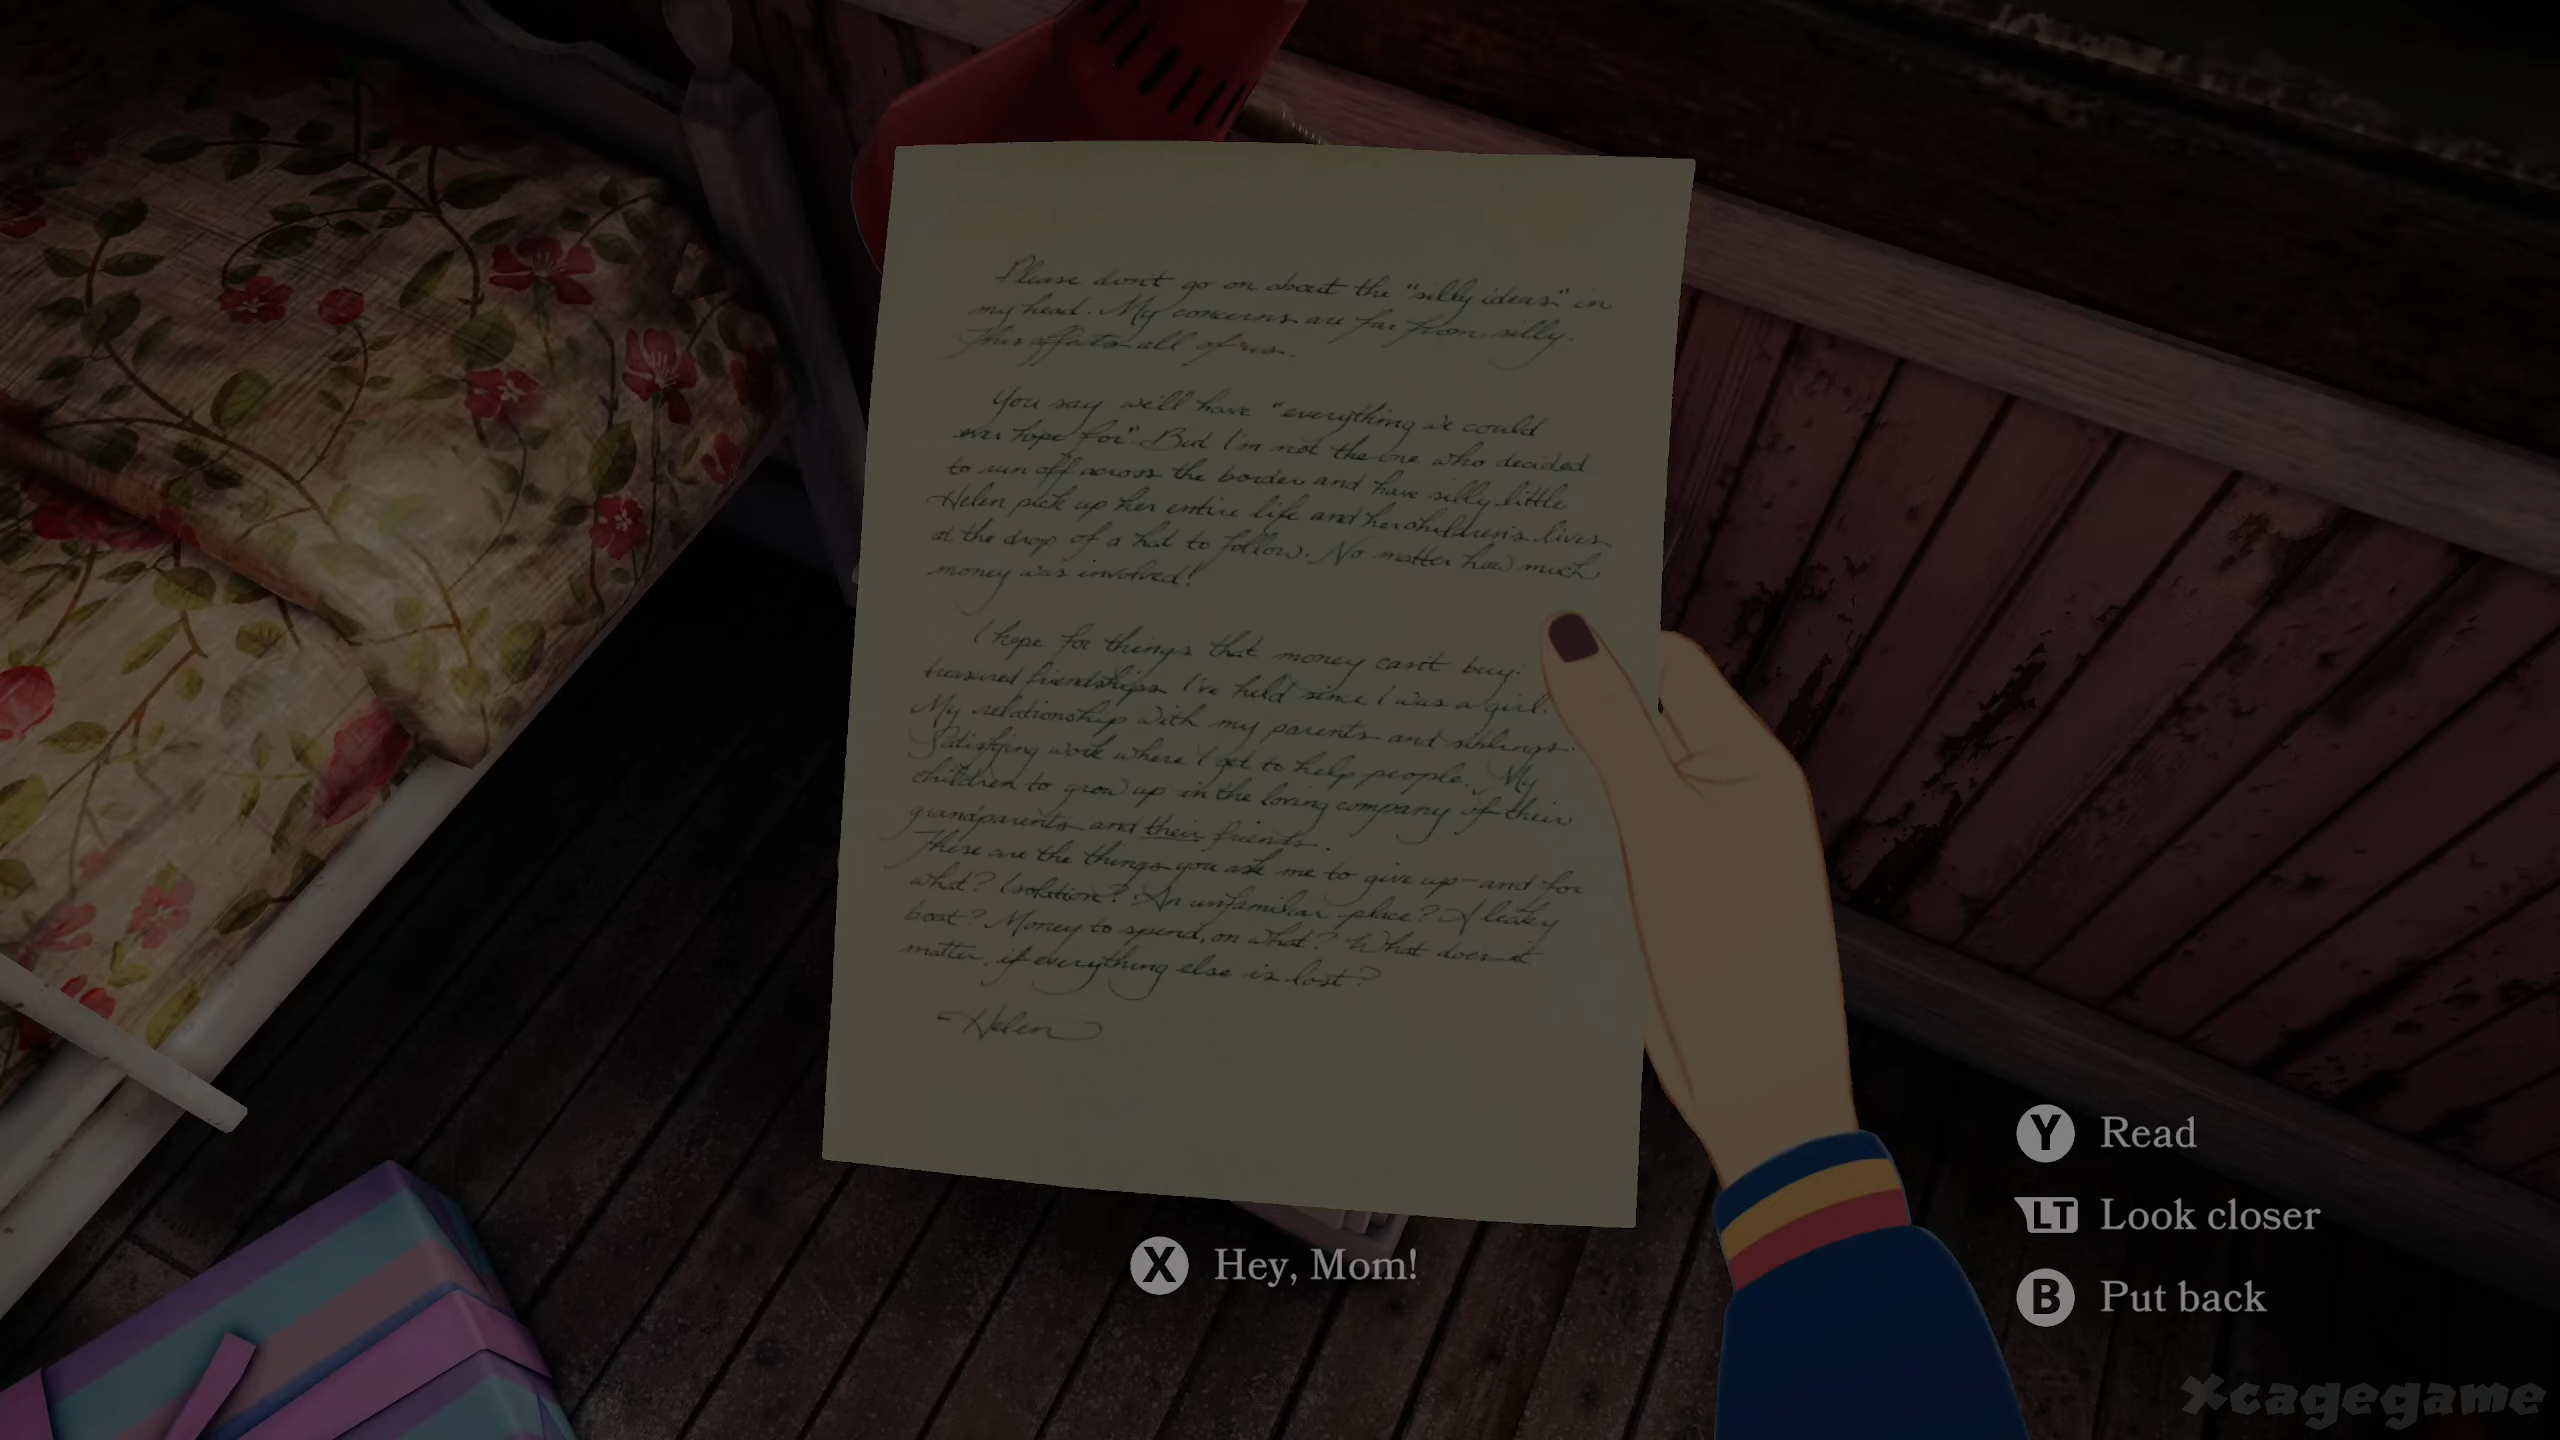 Please don't go on about the "silly ideas" in
my head. My concerns are far from silly.
This affects all of us.
You say we'll have "everything we could
ever hope for". But I'm not the one who decided
to run off across the border and have silly little
Helen pick up her entire life and her children's lives
at the drop of a hat to follow. No matter how much
money was involved!
I hope for things that money can't buy:
treasured friendships I've held since I was a girl.
My relationship with my parents and siblings.
Satisfying work where I get to help people. My
children to grow up in the loving company of their
grandparents and their friends.
These are the things you ask me to give up - and for
what? Isolation? An unfamiliar place? A leaky
boat? Money to spend, on what? What does it
matter, if everything else is lost?
- Helen
Y Read
LT Look closer
X Hey, Mom!
B Put back
Xcagegame